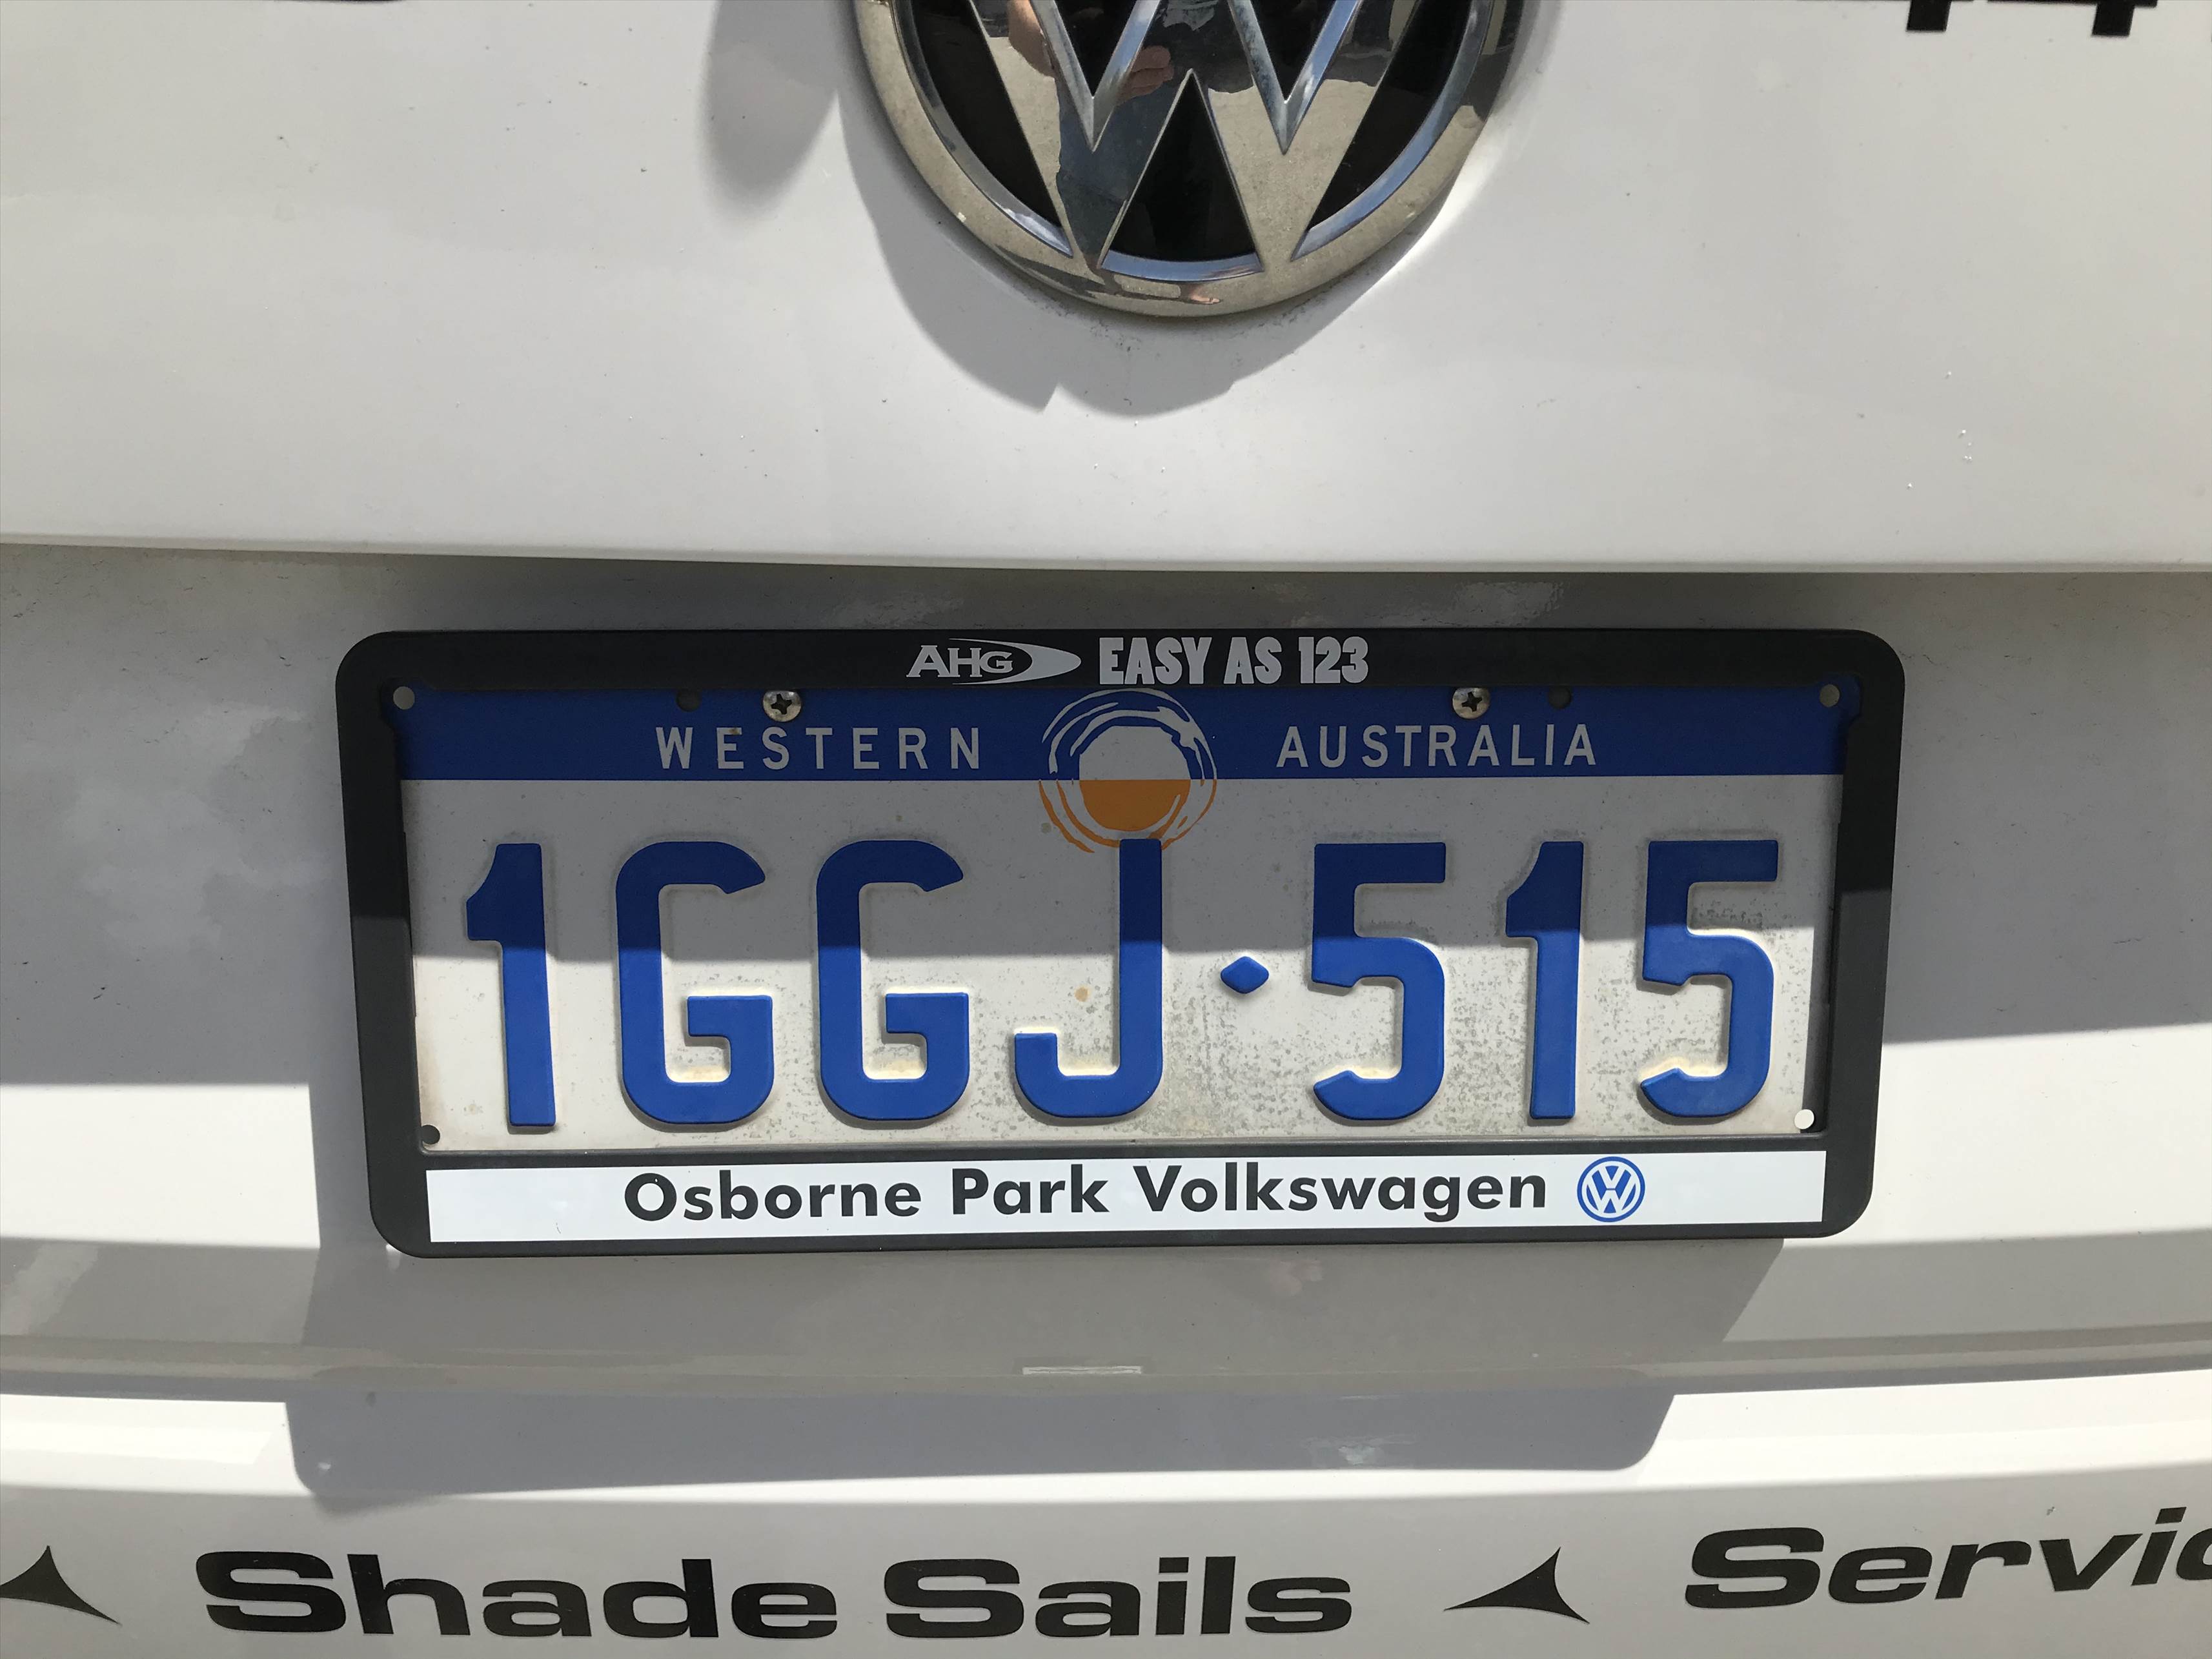 AHG EASY AS 123
WESTERN AUSTRALIA
1GGJ·515
Osborne Park Volkswagen
Shade Sails